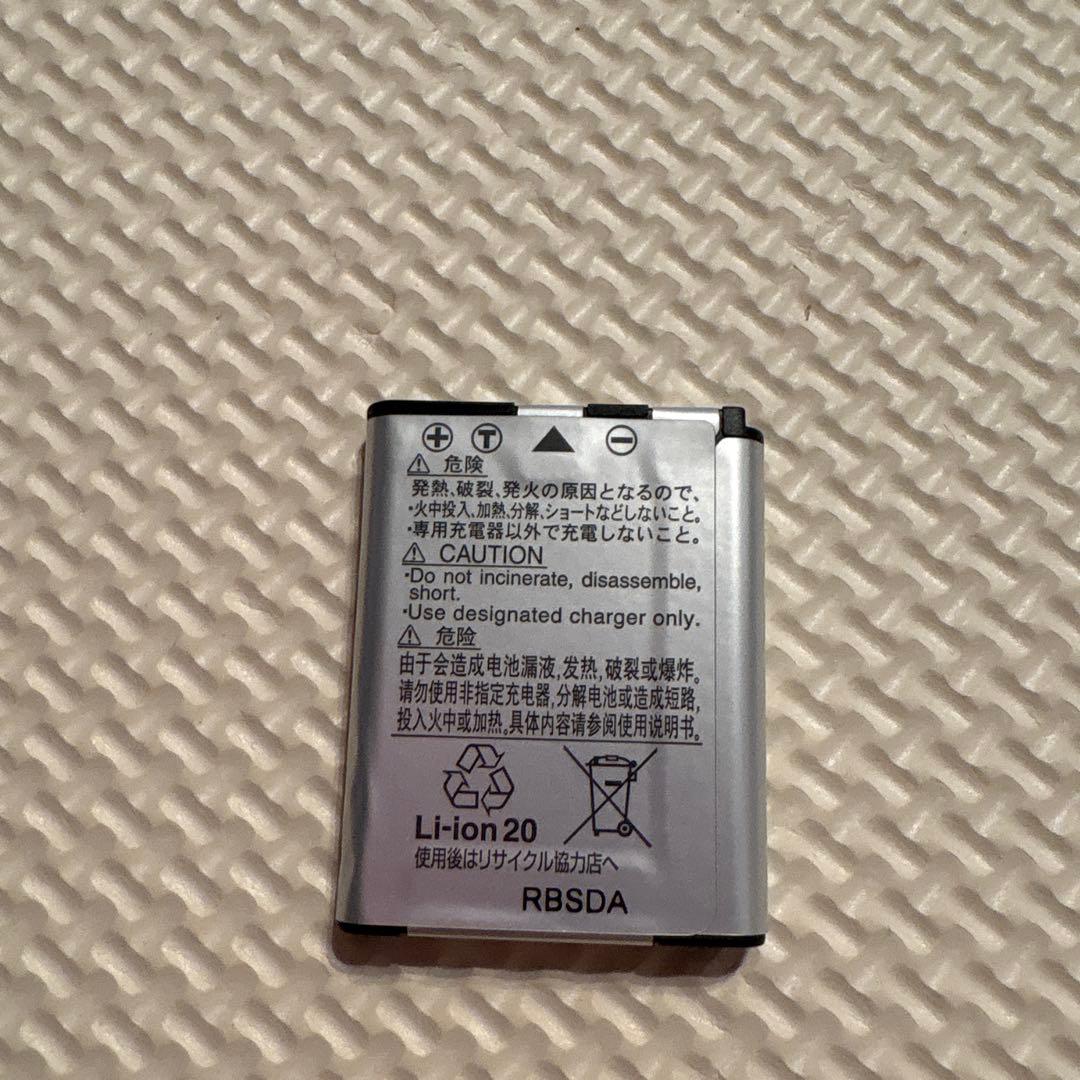 + T ▲ −
⚠ 危険
発熱、破裂、発火の原因となるので、
・火中投入、加熱、分解、ショートなどしないこと。
・専用充電器以外で充電しないこと。
⚠ CAUTION
・Do not incinerate, disassemble,
short.
・Use designated charger only.
⚠ 危险
由于会造成电池漏液,发热,破裂或爆炸。
请勿使用非指定充电器,分解电池或造成短路,
投入火中或加热。具体内容请参阅使用说明书。
Li-ion 20
使用後はリサイクル協力店へ
RBSDA